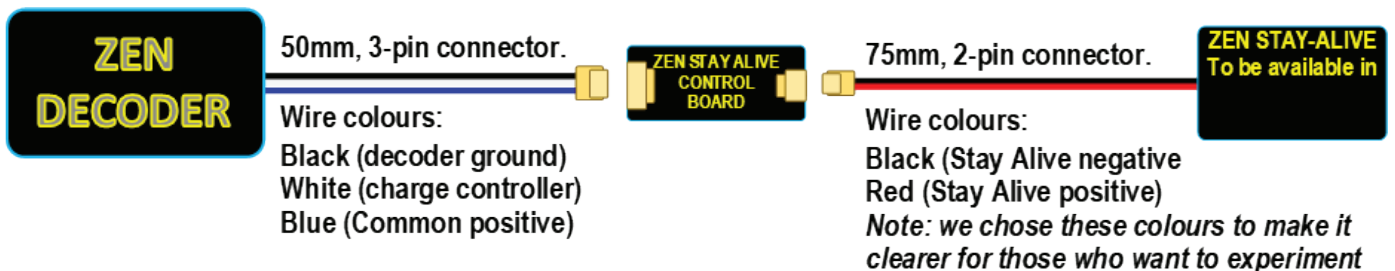 ZEN
DECODER
50mm, 3-pin connector.
Wire colours:
Black (decoder ground)
White (charge controller)
Blue (Common positive)
ZEN STAY ALIVE
CONTROL
BOARD
75mm, 2-pin connector.
Wire colours:
Black (Stay Alive negative
Red (Stay Alive positive)
Note: we chose these colours to make it
clearer for those who want to experiment
ZEN STAY-ALIVE
To be available in